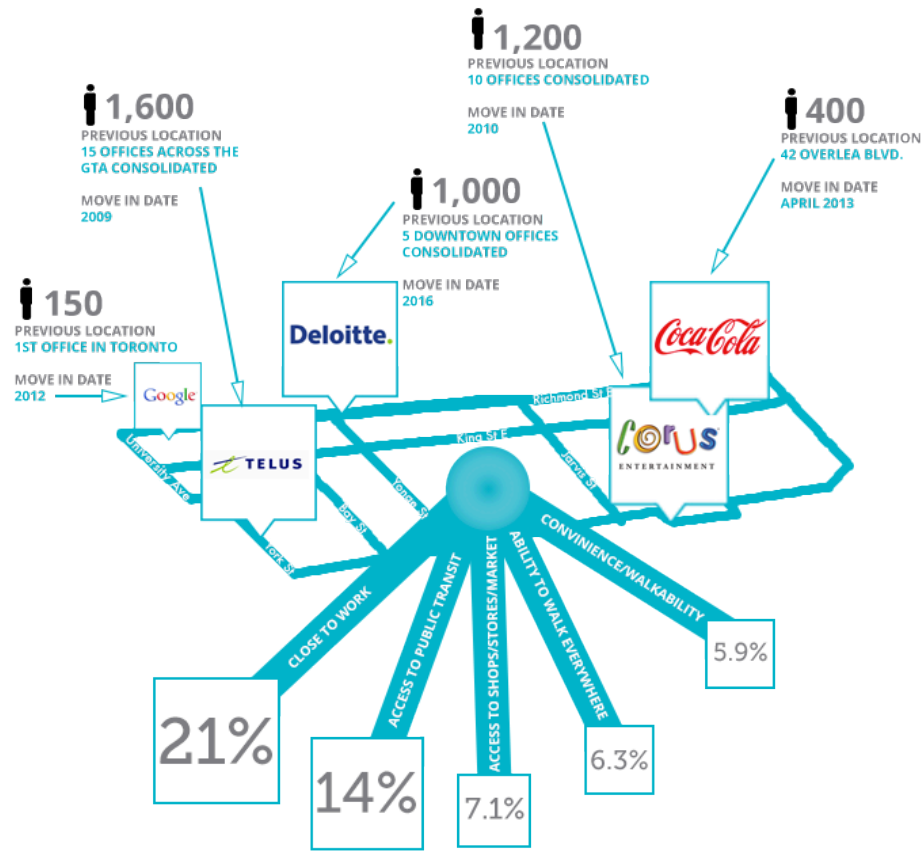 1,200
PREVIOUS LOCATION
10 OFFICES CONSOLIDATED
MOVE IN DATE
2010
1,600
PREVIOUS LOCATION
15 OFFICES ACROSS THE
GTA CONSOLIDATED
MOVE IN DATE
2009
400
PREVIOUS LOCATION
42 OVERLEA BLVD.
MOVE IN DATE
APRIL 2013
1,000
PREVIOUS LOCATION
5 DOWNTOWN OFFICES
CONSOLIDATED
MOVE IN DATE
2016
150
PREVIOUS LOCATION
1ST OFFICE IN TORONTO
MOVE IN DATE
2012
Google
TELUS
Deloitte.
Coca-Cola
corus
ENTERTAINMENT
Richmond St
King St E
University Ave
York St
Bay St
Yonge St
Jarvis St
CLOSE TO WORK
21%
ACCESS TO PUBLIC TRANSIT
14%
ACCESS TO SHOPS/STORES/MARKET
7.1%
ABILITY TO WALK EVERYWHERE
6.3%
CONVINIENCE/WALKABILITY
5.9%